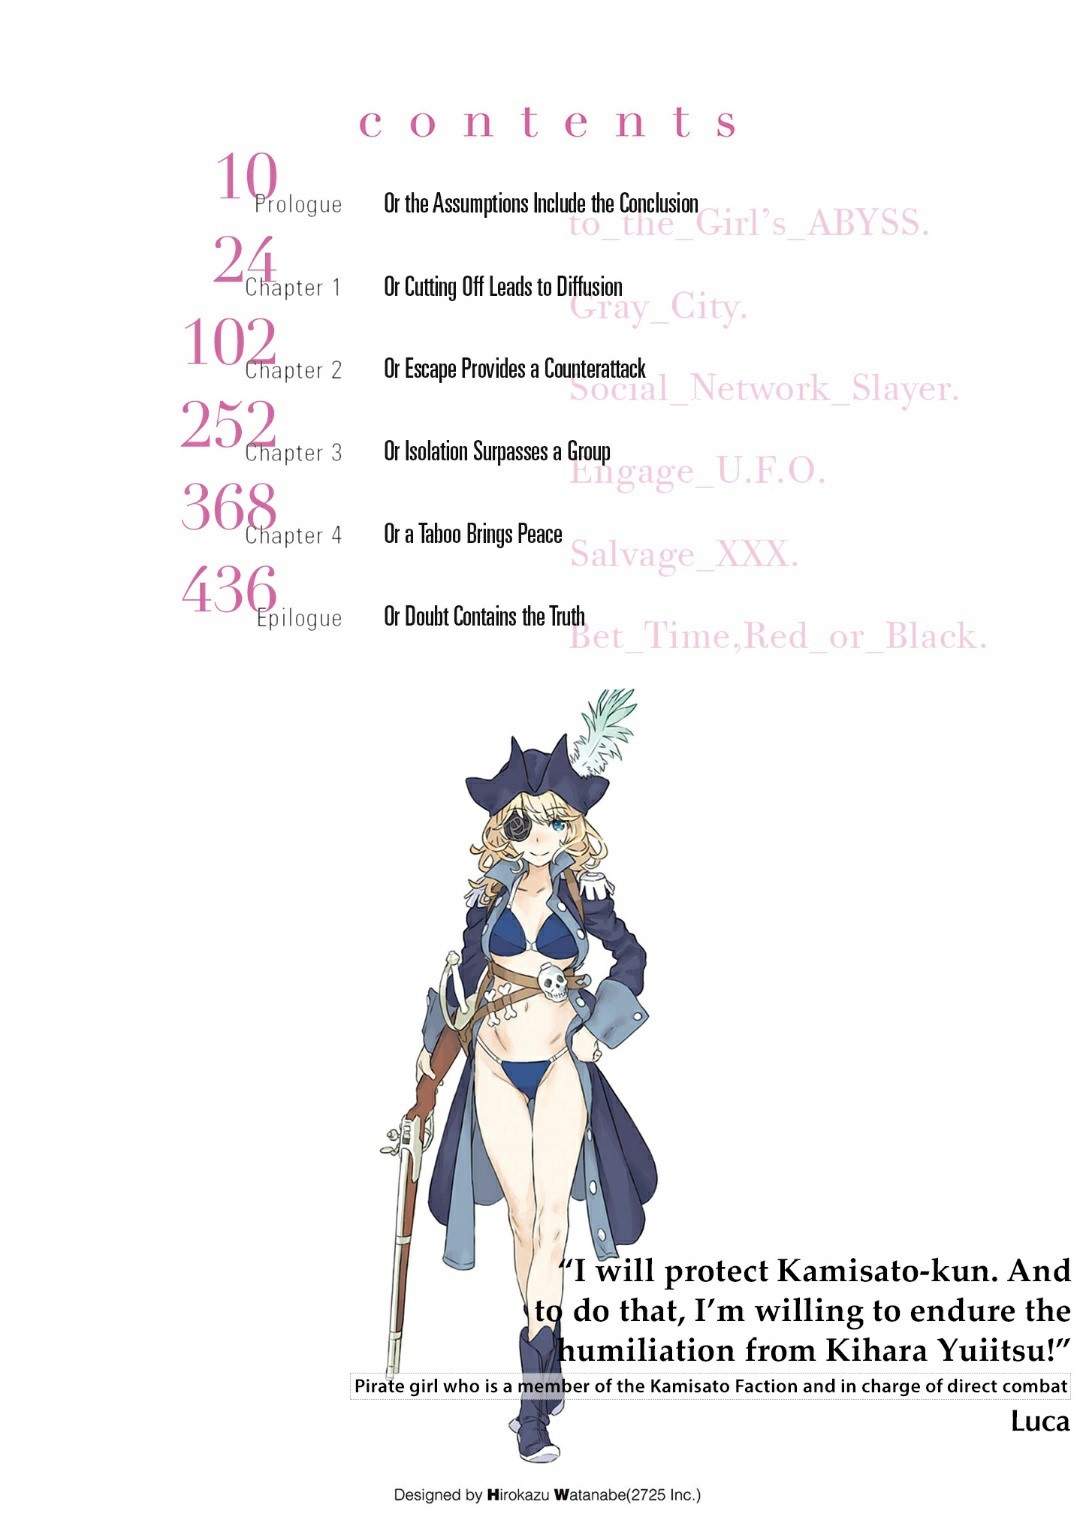 contents
10
Prologue Or the Assumptions Include the Conclusion
to_the_Girl’s_ABYSS.
24
Chapter 1 Or Cutting Off Leads to Diffusion
Gray_City.
102
Chapter 2 Or Escape Provides a Counterattack
Social_Network_Slayer.
252
Chapter 3 Or Isolation Surpasses a Group
Engage_U.F.O.
368
Chapter 4 Or a Taboo Brings Peace
Salvage_XXX.
436
Epilogue Or Doubt Contains the Truth
Bet_Time,Red_or_Black.
“I will protect Kamisato-kun. And
to do that, I’m willing to endure the
humiliation from Kihara Yuiitsu!”
Pirate girl who is a member of the Kamisato Faction and in charge of direct combat
Luca
Designed by Hirokazu Watanabe(2725 Inc.)